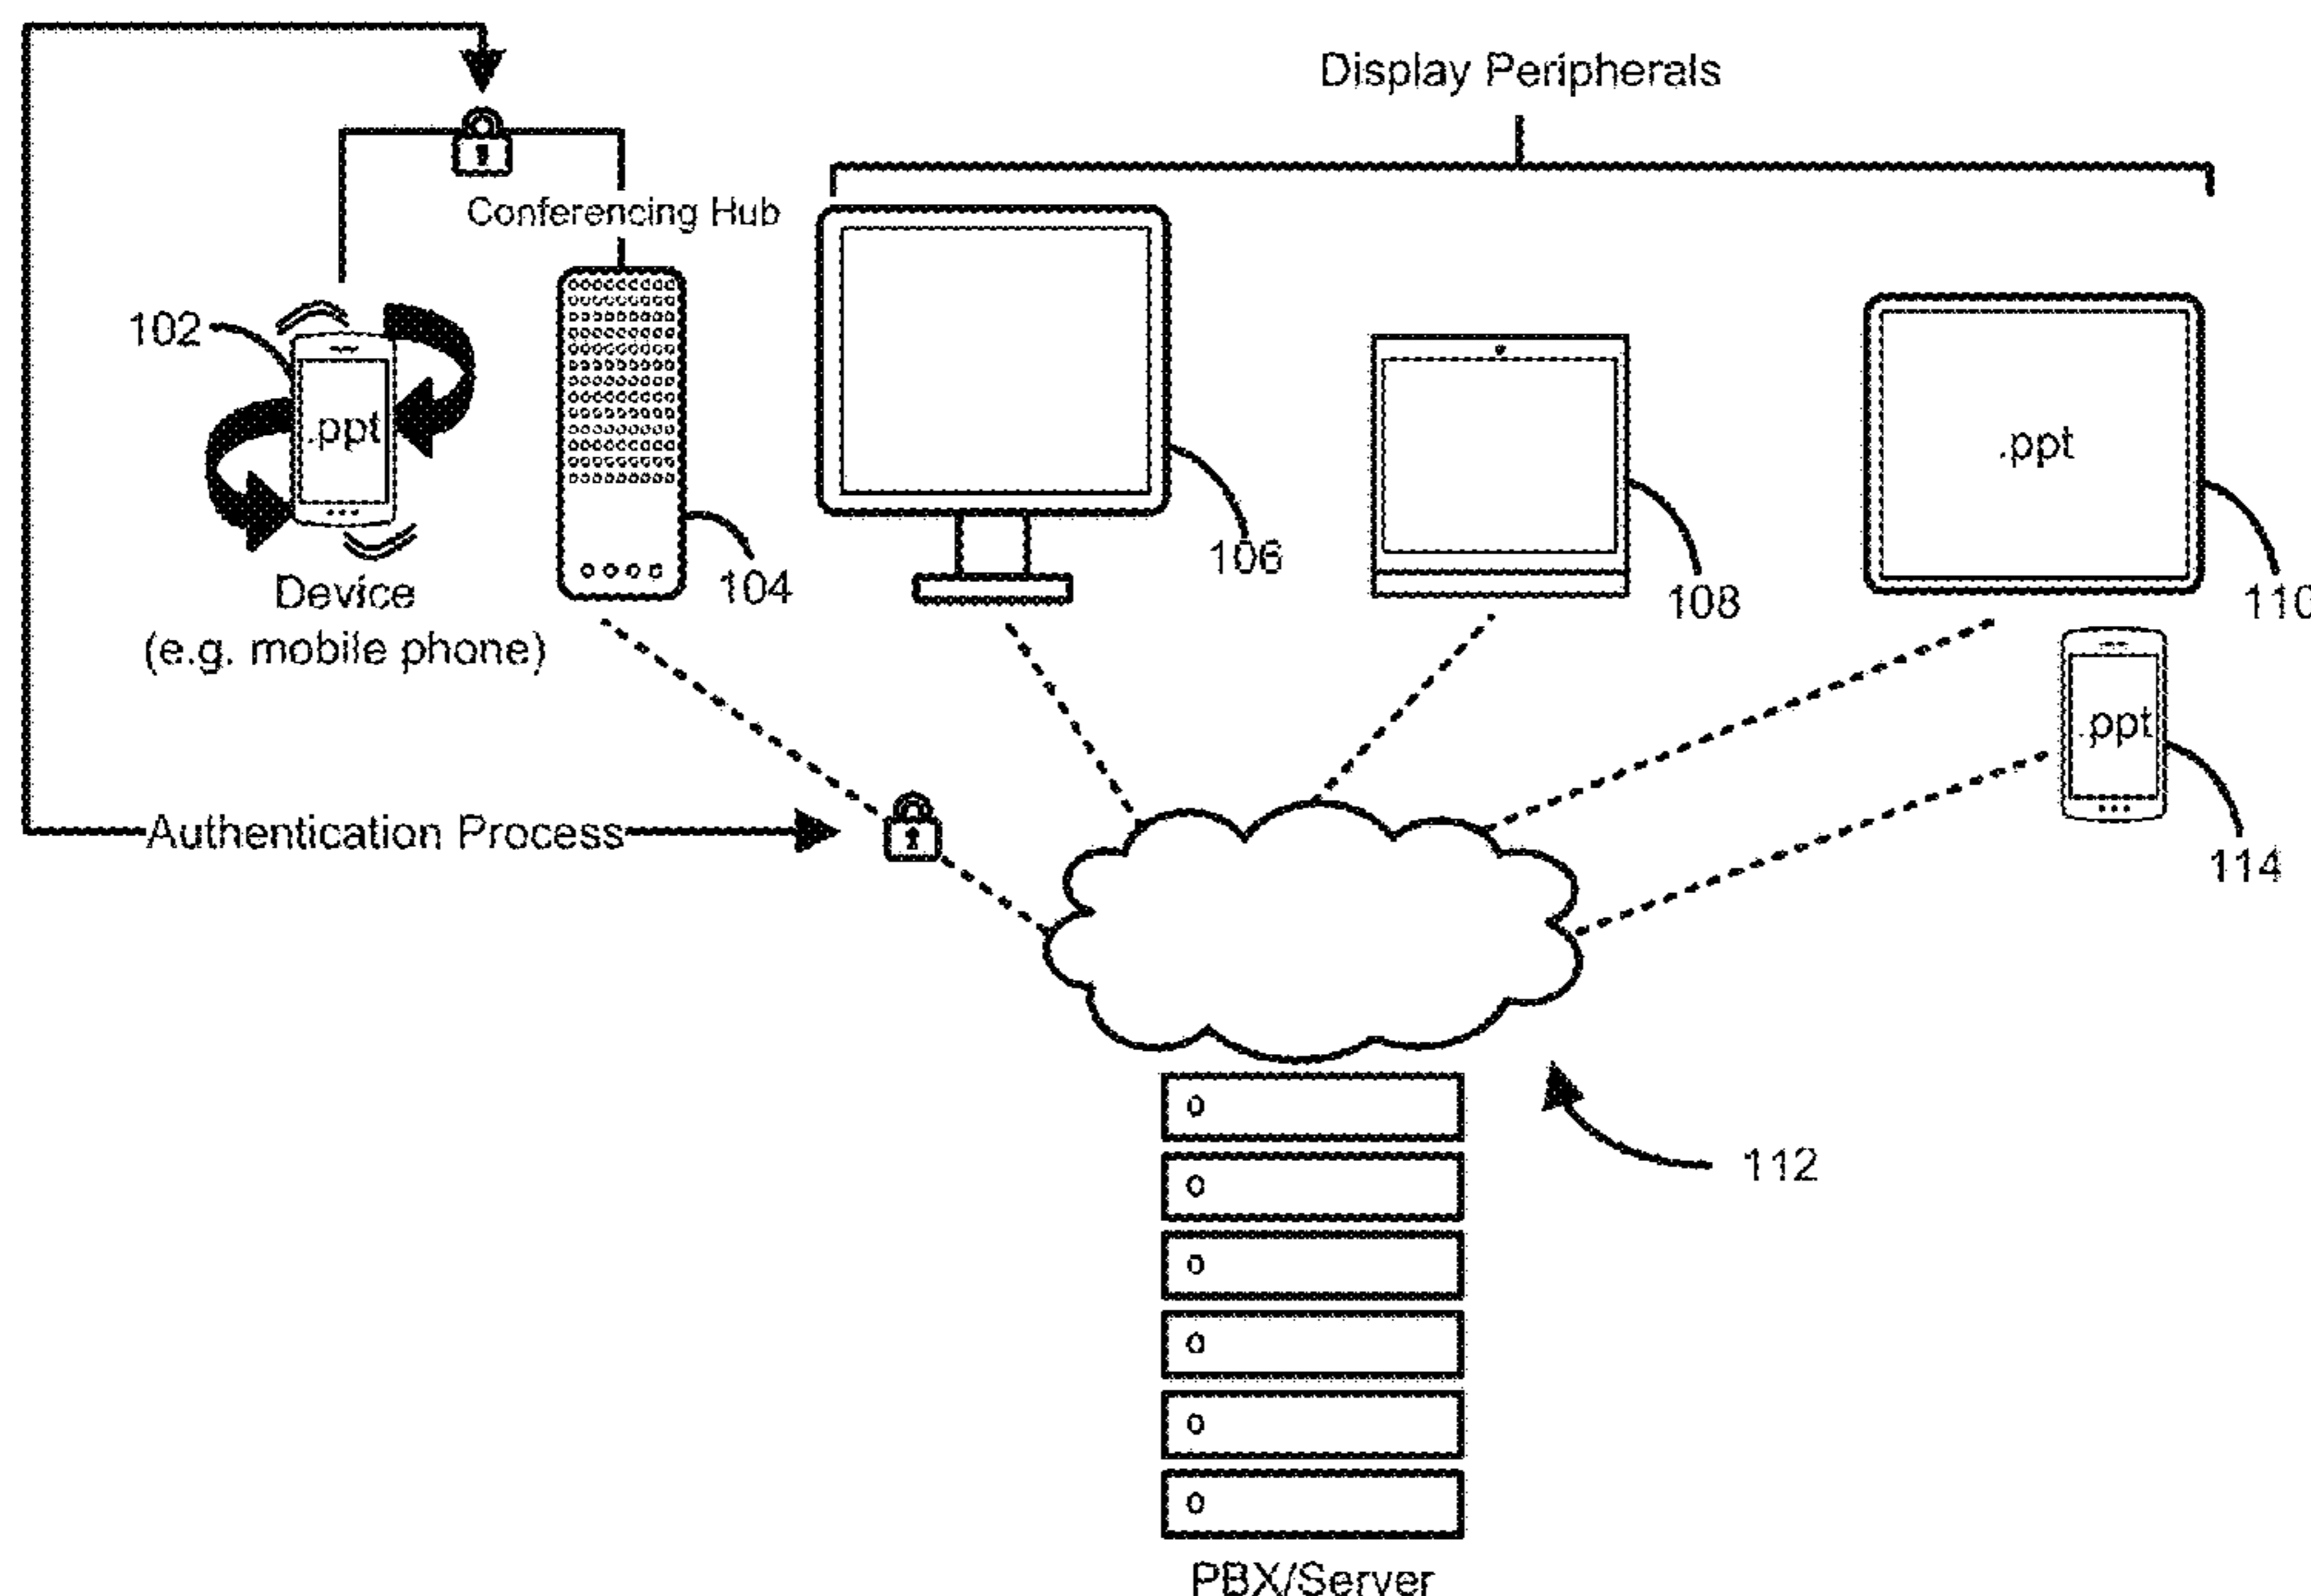 Display Peripherals
Conferencing Hub
102
.ppt
.ppt
106
104
108
110
Device
(e.g. mobile phone)
.ppt
Authentication Process
114
112
PBX/Server